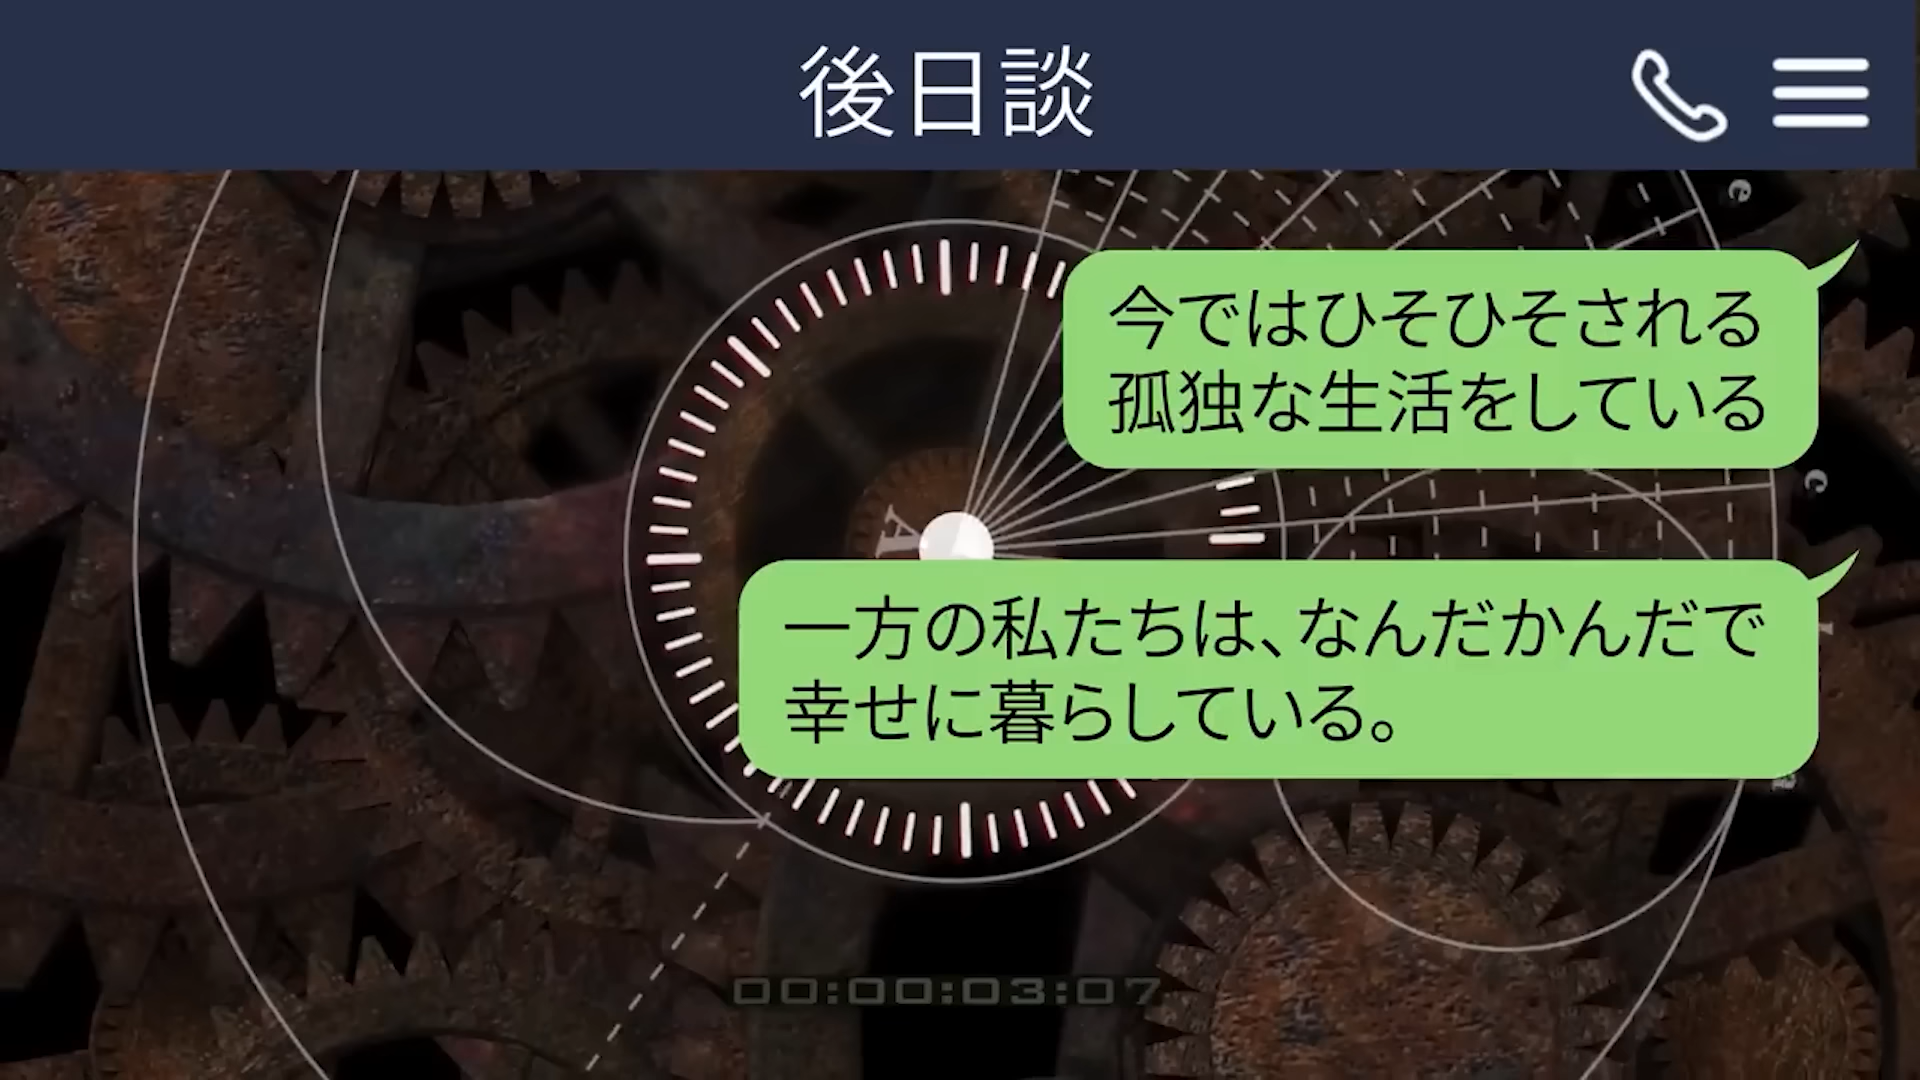 後日談
今ではひそひそされる
孤独な生活をしている
一方の私たちは、なんだかんだで
幸せに暮らしている。
00:00:03:07